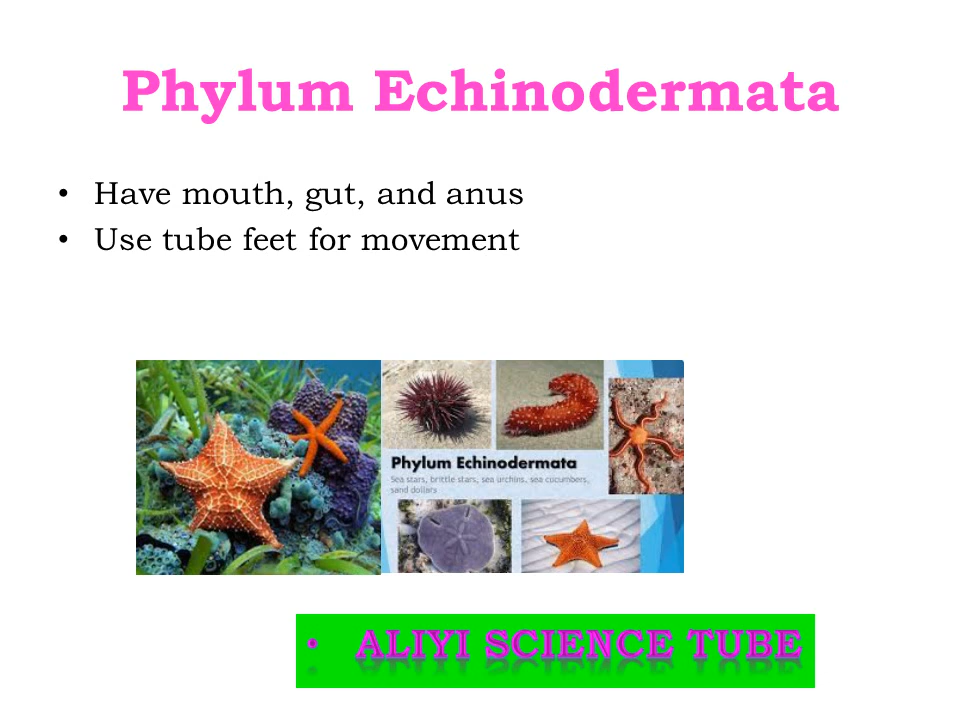 Phylum Echinodermata
• Have mouth, gut, and anus
• Use tube feet for movement
Phylum Echinodermata
Sea stars, brittle stars, sea urchins, sea cucumbers,
sand dollars
• ALIYI SCIENCE TUBE